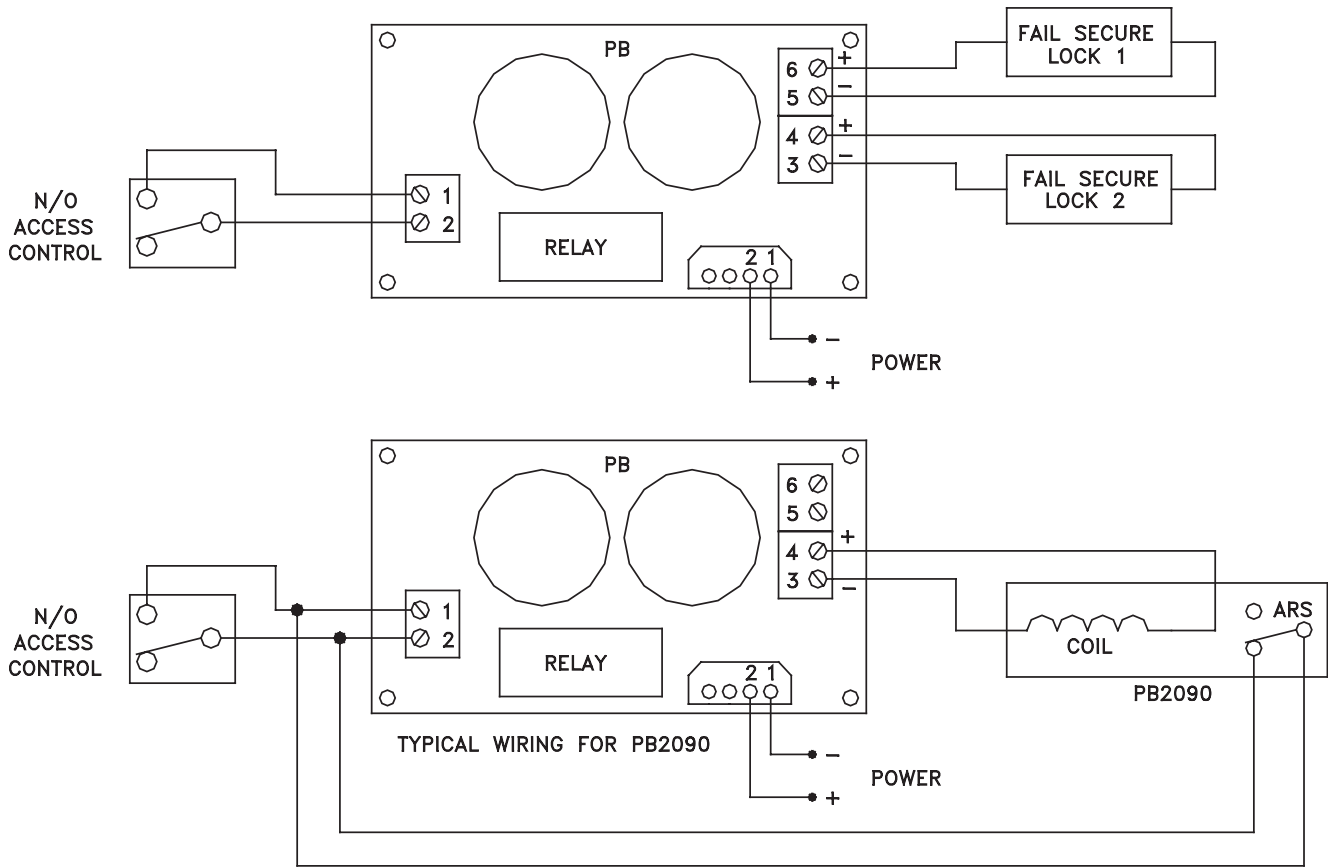 PB
FAIL SECURE
LOCK 1
6
+
5
−
4
+
3
−
FAIL SECURE
LOCK 2
N/O
ACCESS
CONTROL
1
2
RELAY
2 1
−
POWER
+
PB
6
5
4
+
3
−
N/O
ACCESS
CONTROL
1
2
RELAY
2 1
ARS
COIL
PB2090
TYPICAL WIRING FOR PB2090
−
POWER
+